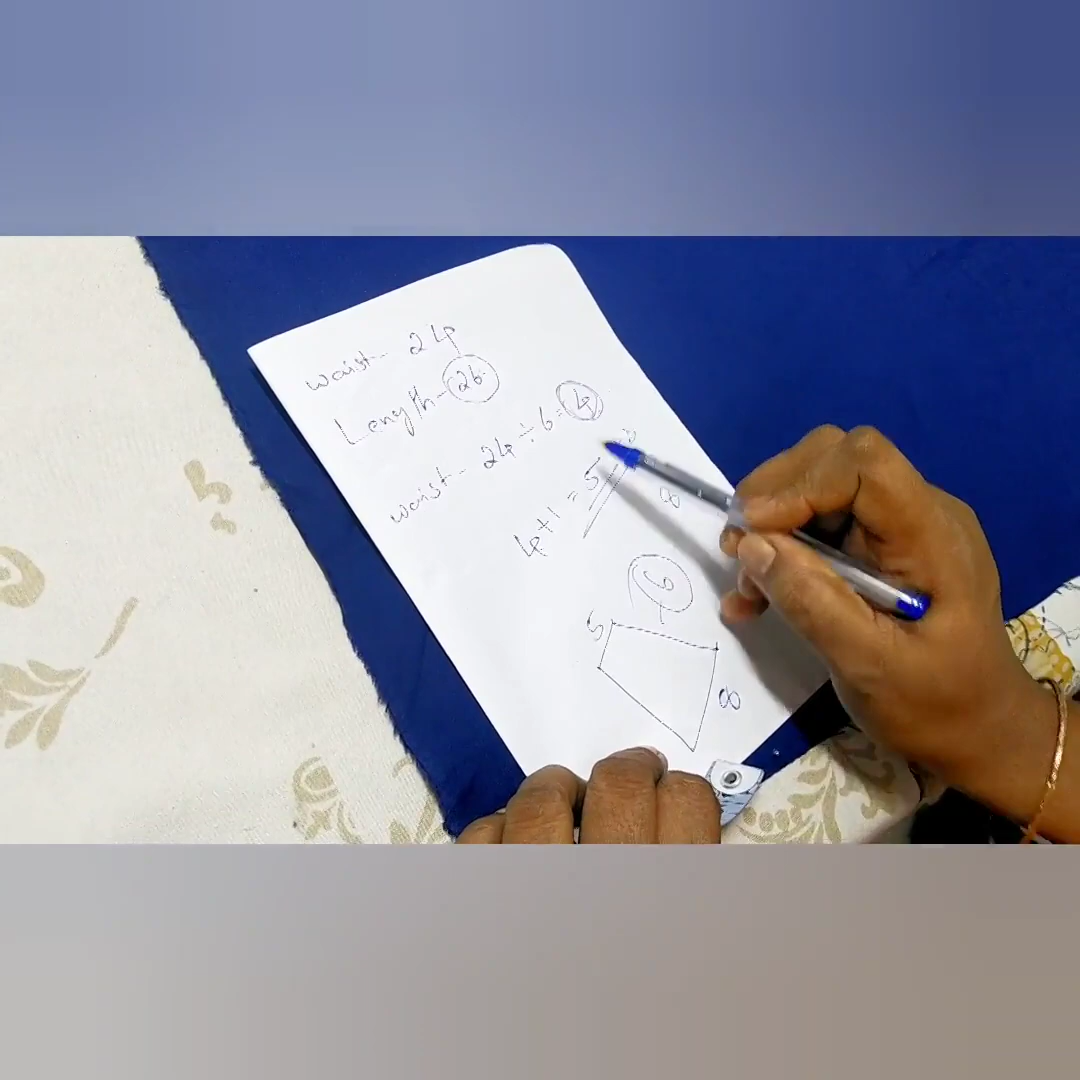 Waist - 24
Length - 26
Waist - 24 ÷ 6 = 4
4+1 = 5
8
6
5
8